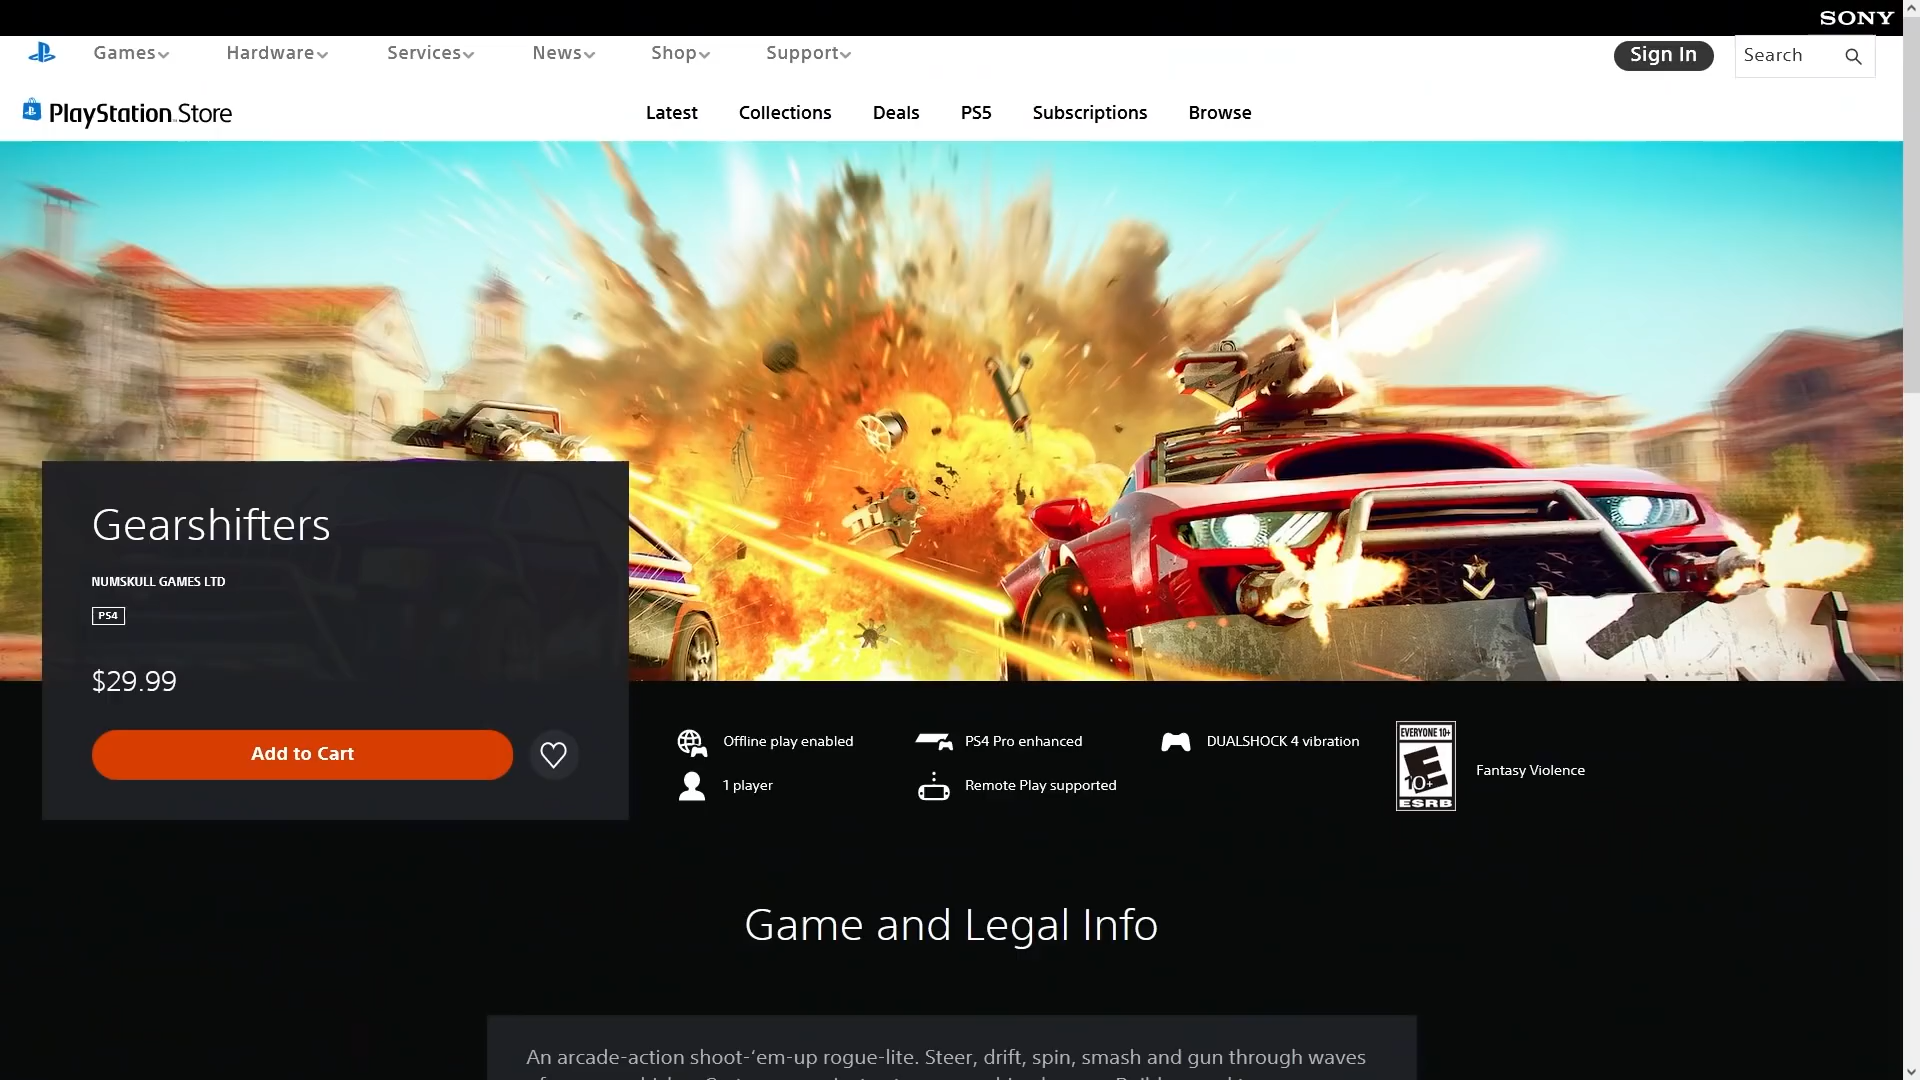 SONY
Games Hardware Services News Shop Support Sign In Search
PlayStation Store Latest Collections Deals PS5 Subscriptions Browse
Gearshifters
NUMSKULL GAMES LTD
PS4
$29.99
Add to Cart
Offline play enabled
PS4 Pro enhanced
DUALSHOCK 4 vibration
1 player
Remote Play supported
EVERYONE 10+
E
10+
ESRB
Fantasy Violence
Game and Legal Info
An arcade-action shoot-‘em-up rogue-lite. Steer, drift, spin, smash and gun through waves